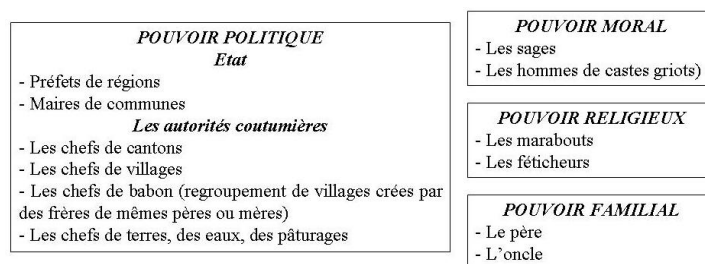 POUVOIR POLITIQUE
Etat
- Préfets de régions
- Maires de communes
Les autorités coutumières
- Les chefs de cantons
- Les chefs de villages
- Les chefs de babon (regroupement de villages crées par
des frères de mêmes pères ou mères)
- Les chefs de terres, des eaux, des pâturages
POUVOIR MORAL
- Les sages
- Les hommes de castes griots)
POUVOIR RELIGIEUX
- Les marabouts
- Les féticheurs
POUVOIR FAMILIAL
- Le père
- L’oncle